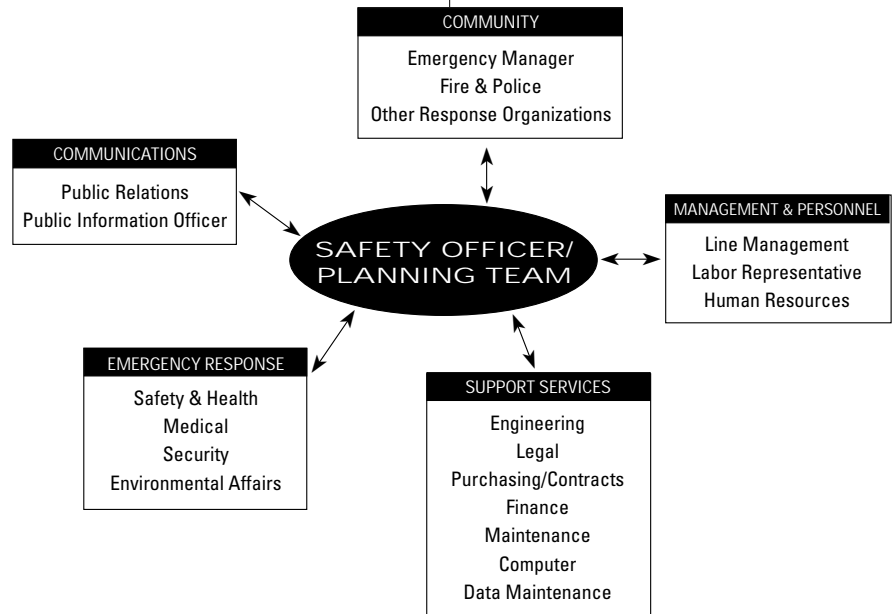 COMMUNITY
Emergency Manager
Fire & Police
Other Response Organizations
COMMUNICATIONS
Public Relations
Public Information Officer
SAFETY OFFICER/
PLANNING TEAM
MANAGEMENT & PERSONNEL
Line Management
Labor Representative
Human Resources
EMERGENCY RESPONSE
Safety & Health
Medical
Security
Environmental Affairs
SUPPORT SERVICES
Engineering
Legal
Purchasing/Contracts
Finance
Maintenance
Computer
Data Maintenance